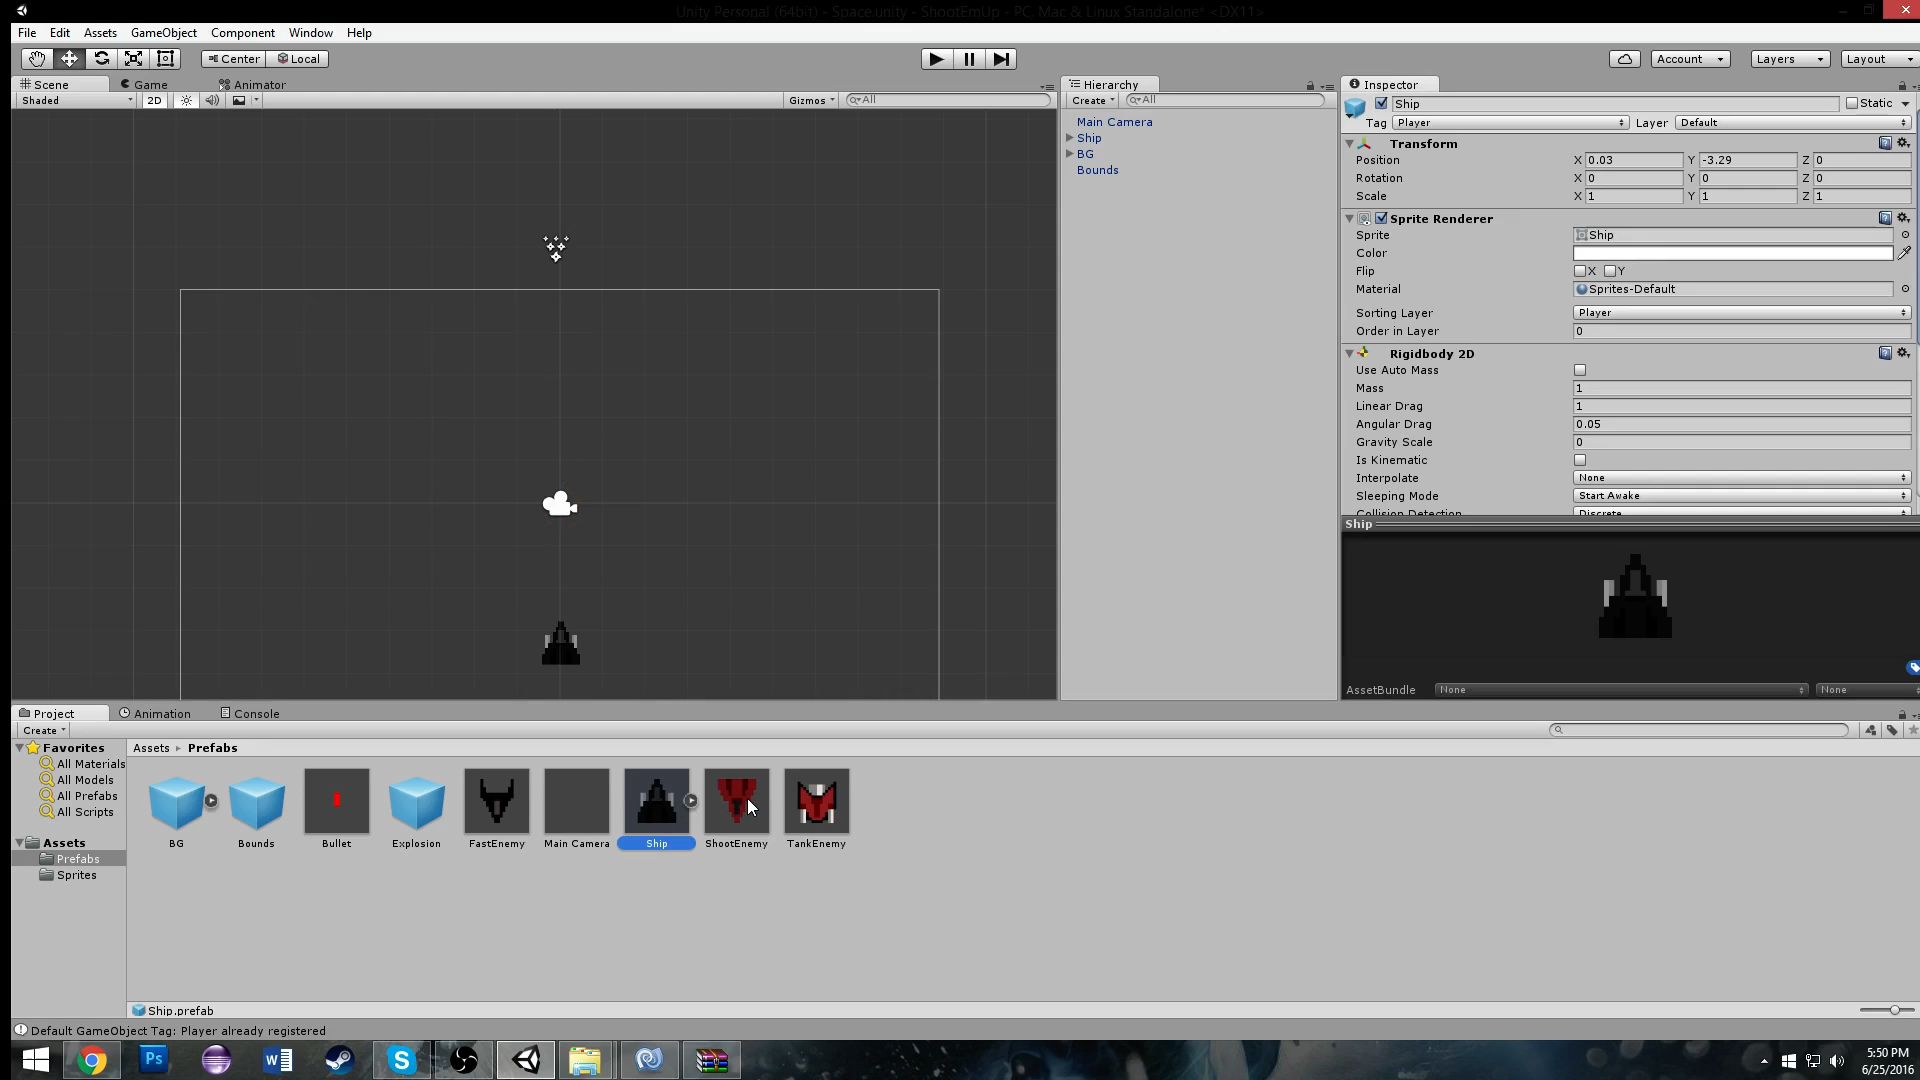 Unity Personal (64bit) - Space.unity - ShootEmUp - PC, Mac & Linux Standalone* <DX11>
File Edit Assets GameObject Component Window Help
Center Local Account Layers Layout
Scene Game Animator Hierarchy Inspector
Shaded 2D Gizmos All Create All Ship Static
Tag Player Layer Default
Main Camera
Ship
BG
Bounds
Transform
Position X 0.03 Y -3.29 Z 0
Rotation X 0 Y 0 Z 0
Scale X 1 Y 1 Z 1
Sprite Renderer
Sprite Ship
Color
Flip X Y
Material Sprites-Default
Sorting Layer Player
Order in Layer 0
Rigidbody 2D
Use Auto Mass
Mass 1
Linear Drag 1
Angular Drag 0.05
Gravity Scale 0
Is Kinematic
Interpolate None
Sleeping Mode Start Awake
Collision Detection Discrete
Ship
AssetBundle None None
Project Animation Console
Create
Favorites
All Materials
All Models
All Prefabs
All Scripts
Assets
Prefabs
Sprites
Assets Prefabs
BG Bounds Bullet Explosion FastEnemy Main Camera Ship ShootEnemy TankEnemy
Ship.prefab
Default GameObject Tag: Player already registered
Ps
5:50 PM
6/25/2016